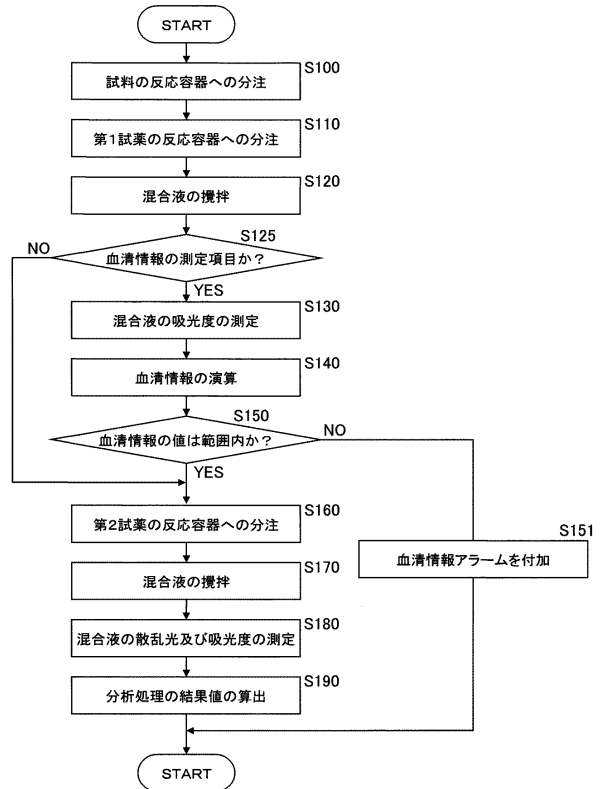 START
S100
試料の反応容器への分注
S110
第1試薬の反応容器への分注
S120
混合液の攪拌
S125
NO
血清情報の測定項目か？
YES
S130
混合液の吸光度の測定
S140
血清情報の演算
S150
血清情報の値は範囲内か？
NO
YES
S160
第2試薬の反応容器への分注
S151
血清情報アラームを付加
S170
混合液の攪拌
S180
混合液の散乱光及び吸光度の測定
S190
分析処理の結果値の算出
START